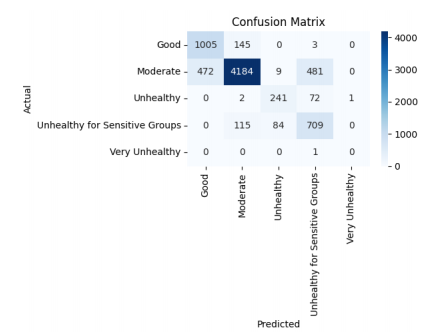 Confusion Matrix
Actual
Good 1005 145 0 3 0
Moderate 472 4184 9 481 0
Unhealthy 0 2 241 72 1
Unhealthy for Sensitive Groups 0 115 84 709 0
Very Unhealthy 0 0 0 1 0
Good
Moderate
Unhealthy
Unhealthy for Sensitive Groups
Very Unhealthy
Predicted
4000
3000
2000
1000
0